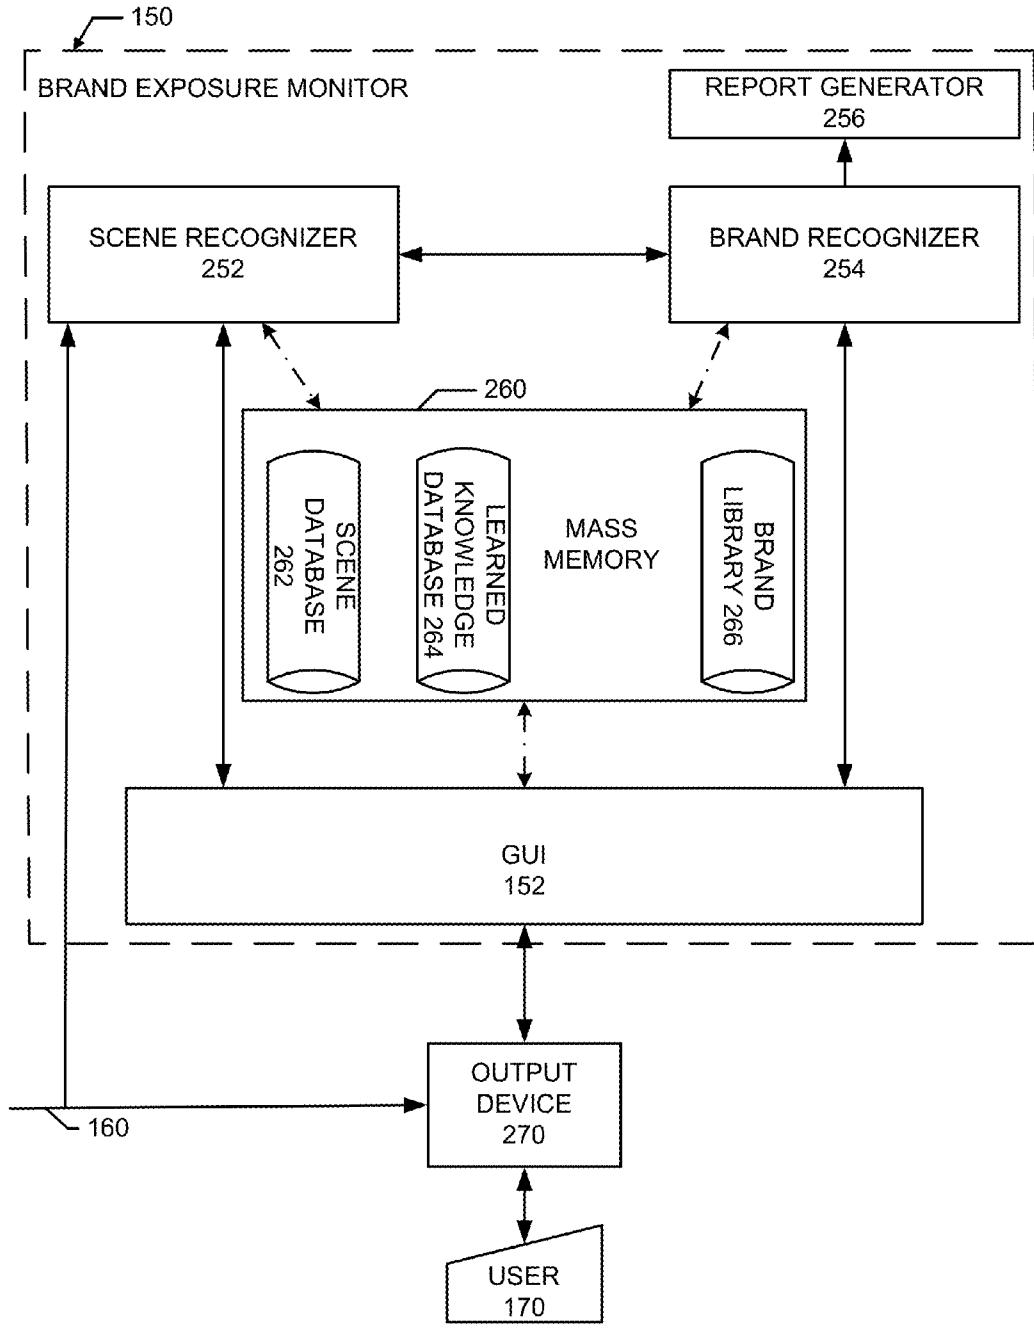 150
BRAND EXPOSURE MONITOR
REPORT GENERATOR
256
SCENE RECOGNIZER
252
BRAND RECOGNIZER
254
260
SCENE
DATABASE
262
LEARNED
KNOWLEDGE
DATABASE 264
MASS
MEMORY
BRAND
LIBRARY 266
GUI
152
OUTPUT
DEVICE
270
160
USER
170